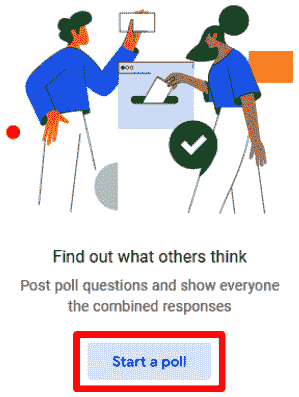 Find out what others think
Post poll questions and show everyone
the combined responses
Start a poll